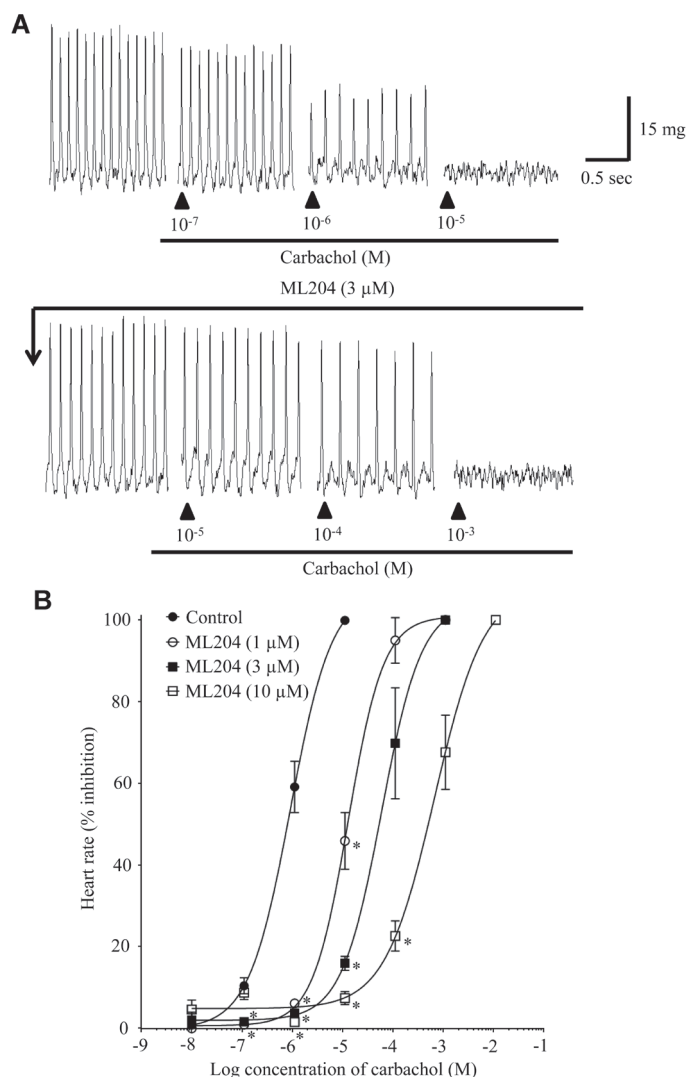 A
15 mg
0.5 sec
10-7 10-6 10-5
Carbachol (M)
ML204 (3 µM)
10-5 10-4 10-3
Carbachol (M)
B
Control
ML204 (1 µM)
ML204 (3 µM)
ML204 (10 µM)
Heart rate (% inhibition)
100
80
60
40
20
0
* * * * * * * * *
-9 -8 -7 -6 -5 -4 -3 -2 -1
Log concentration of carbachol (M)